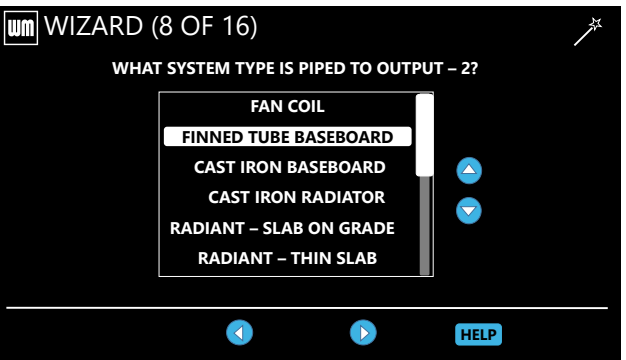 wm WIZARD (8 OF 16)
WHAT SYSTEM TYPE IS PIPED TO OUTPUT – 2?
FAN COIL
FINNED TUBE BASEBOARD
CAST IRON BASEBOARD
CAST IRON RADIATOR
RADIANT – SLAB ON GRADE
RADIANT – THIN SLAB
HELP